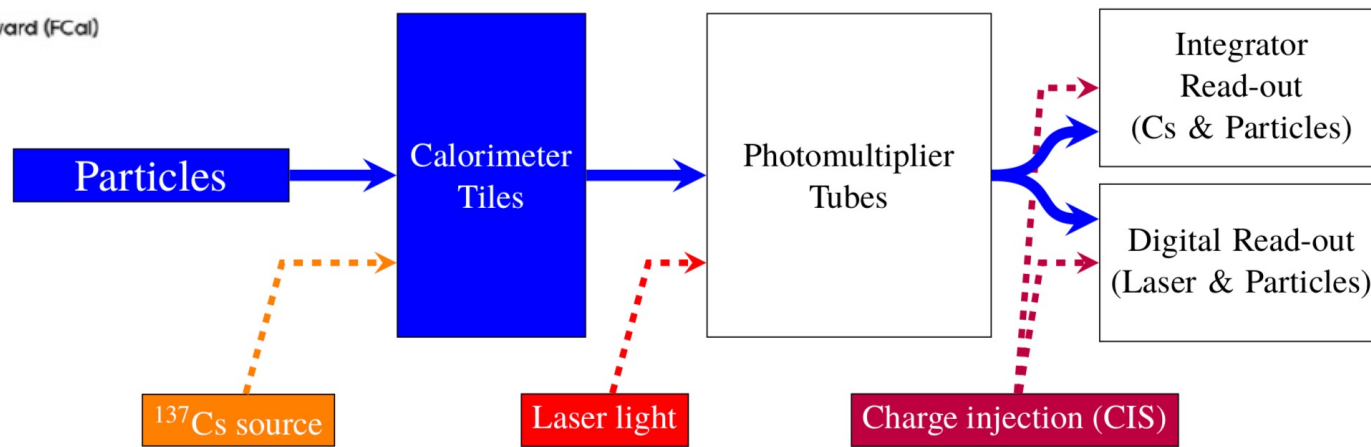 (FCal)
Integrator
Read-out
(Cs & Particles)
Particles
Calorimeter
Tiles
Photomultiplier
Tubes
Digital Read-out
(Laser & Particles)
¹³⁷Cs source
Laser light
Charge injection (CIS)